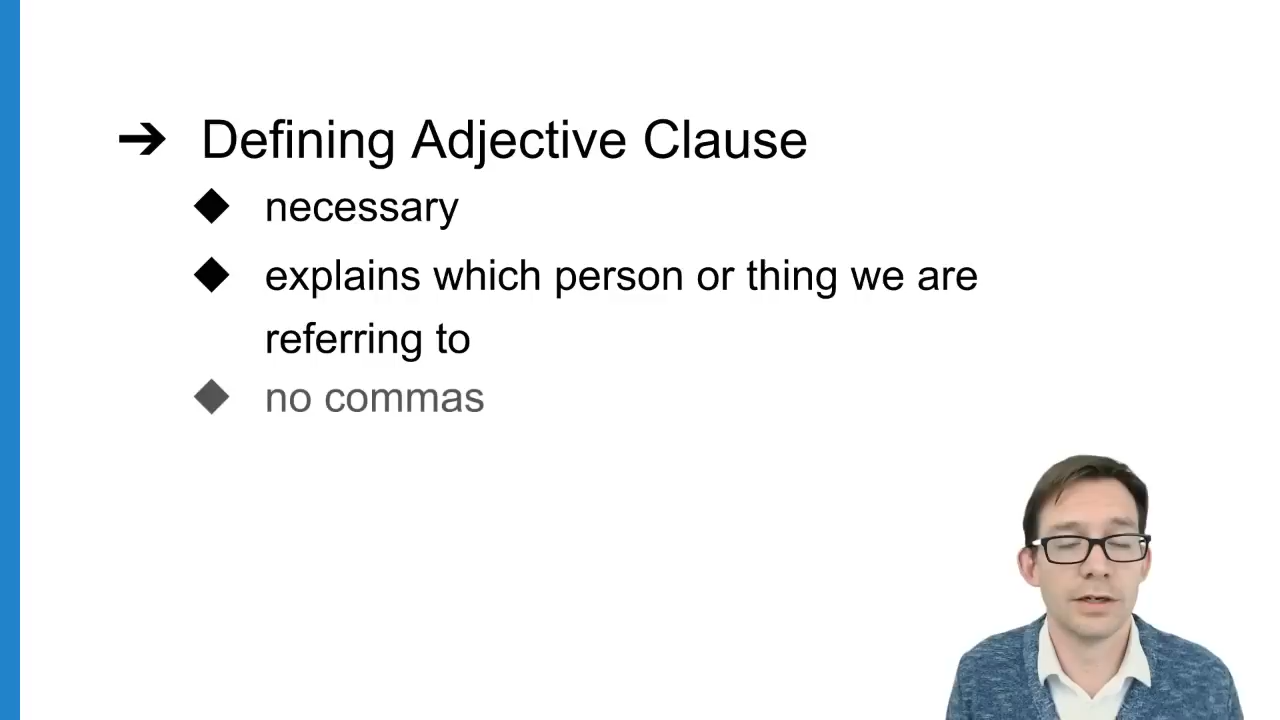 Defining Adjective Clause
necessary
explains which person or thing we are
referring to
no commas